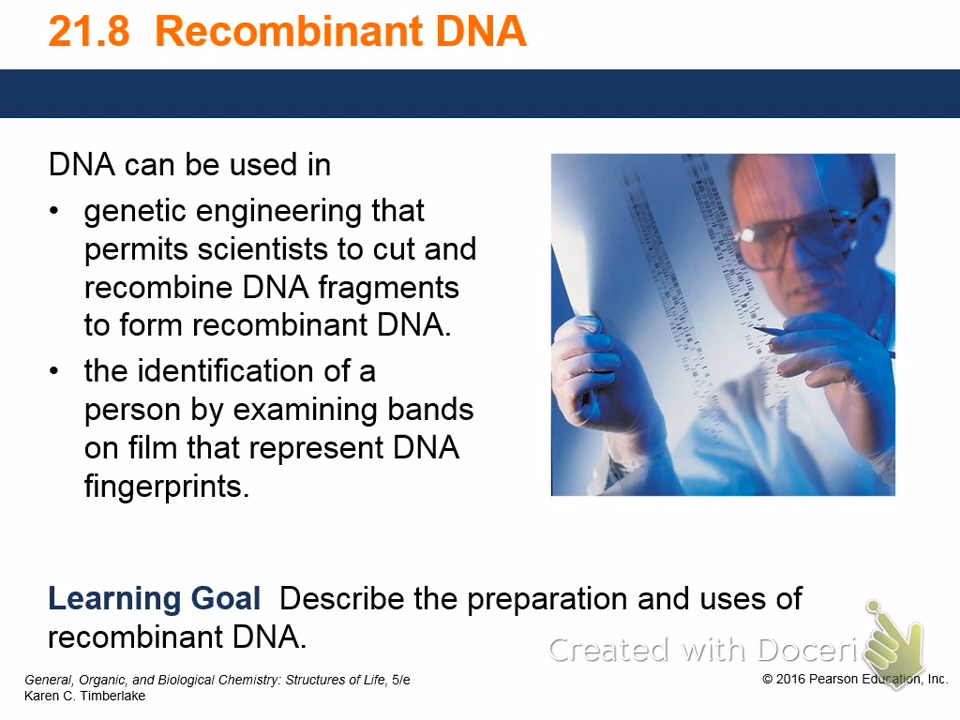 21.8 Recombinant DNA
DNA can be used in
• genetic engineering that
permits scientists to cut and
recombine DNA fragments
to form recombinant DNA.
• the identification of a
person by examining bands
on film that represent DNA
fingerprints.
Learning Goal Describe the preparation and uses of
recombinant DNA.
Created with Doceri
General, Organic, and Biological Chemistry: Structures of Life, 5/e
Karen C. Timberlake
© 2016 Pearson Education, Inc.